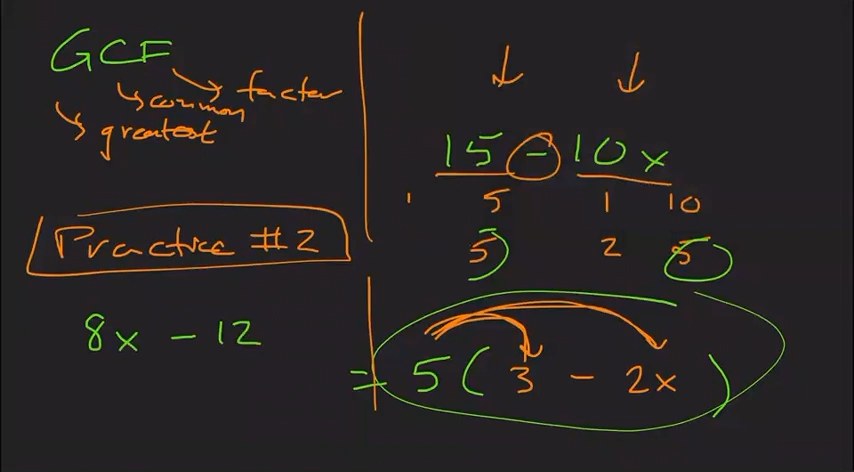 GCF
factor
common
greatest
Practice #2
8x - 12
15 - 10x
1 5 1 10
5 2 5
= 5(3 - 2x)